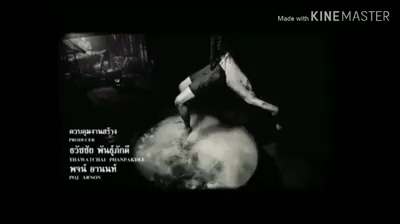 Made with KINEMASTER
ควบคุมงานสร้าง
PRODUCER
ธวัชชัย พันธุ์ภักดี
THAWATCHAI PHANPAKDEE
พจน์ อานนท์
POJ ARNON